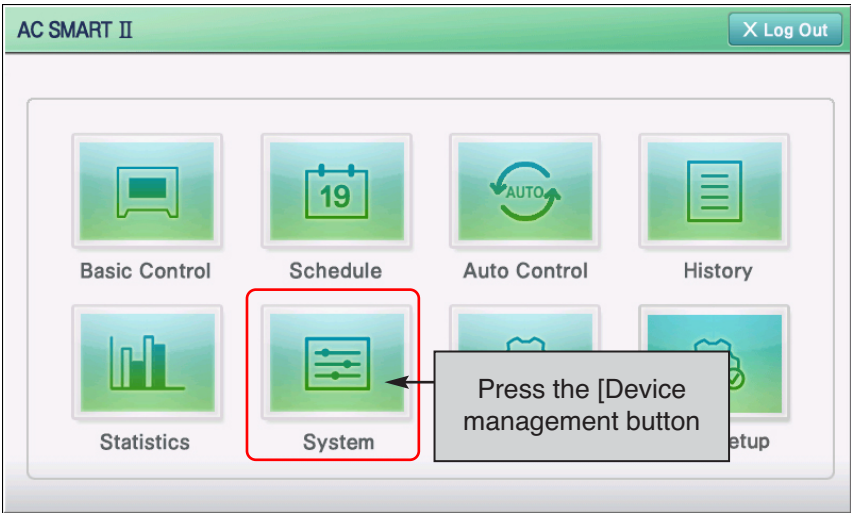 AC SMART II
X Log Out
19
AUTO
Basic Control
Schedule
Auto Control
History
Press the [Device
management button
Statistics
System
etup